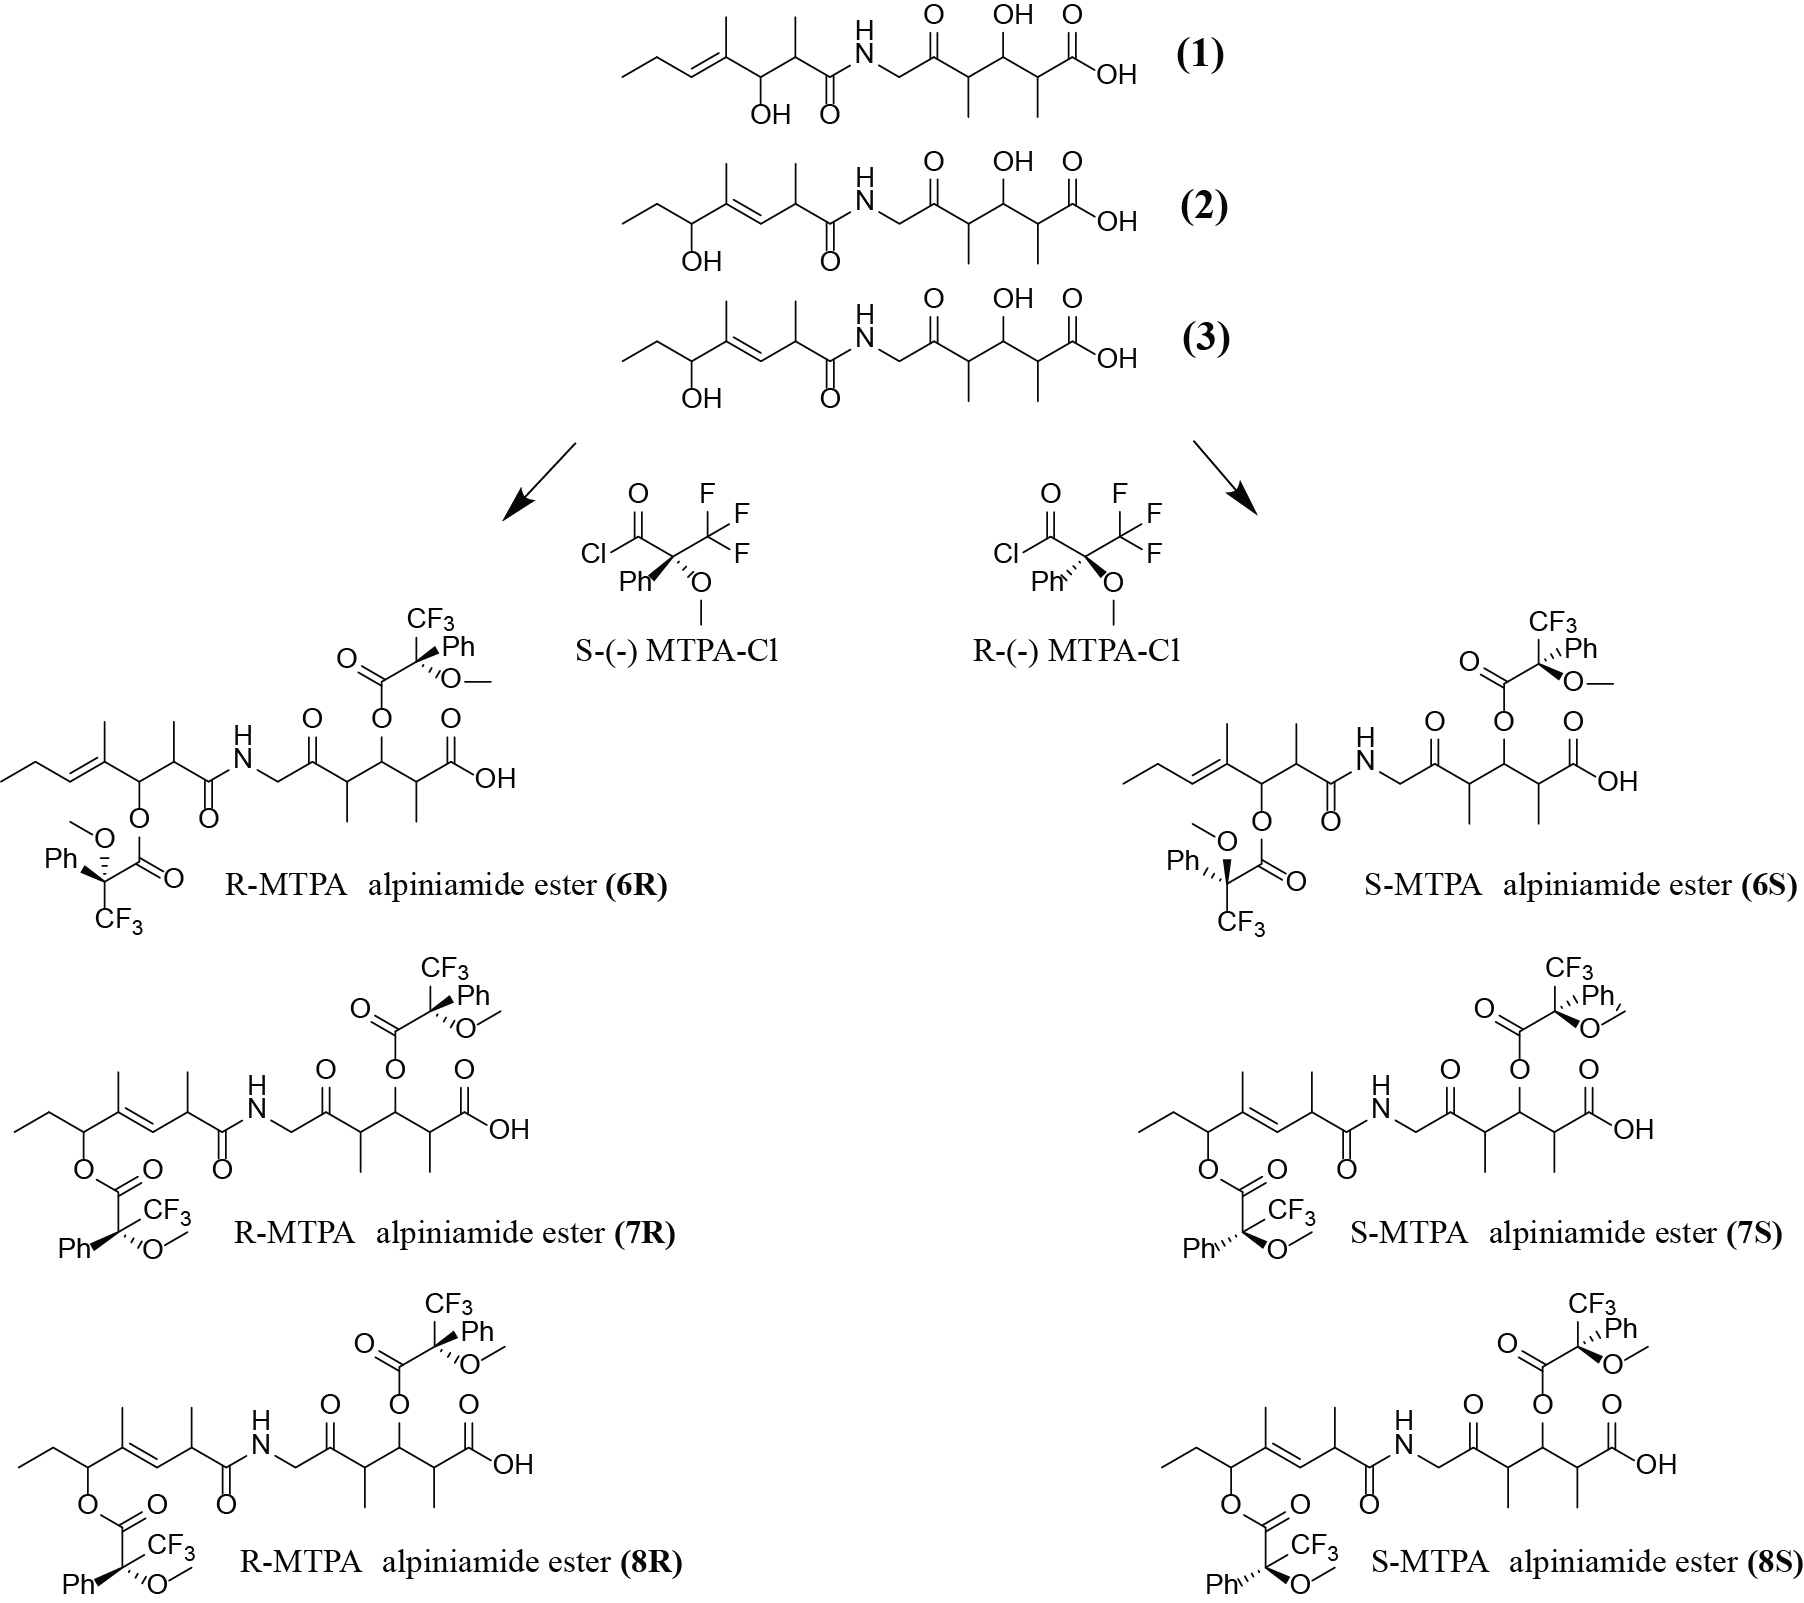 H
N
O
OH
O
OH
OH
O
(1)
H
N
O
OH
O
OH
OH
O
(2)
H
N
O
OH
O
OH
OH
O
(3)
O
F
F
F
Cl
Ph
O
S-(-) MTPA-Cl
O
F
F
F
Cl
Ph
O
R-(-) MTPA-Cl
CF3
Ph
O
O
O
H
N
O
O
OH
O
O
O
Ph
O
CF3
R-MTPA alpiniamide ester (6R)
CF3
Ph
O
O
O
H
N
O
O
OH
O
O
O
Ph
O
CF3
S-MTPA alpiniamide ester (6S)
CF3
Ph
O
O
O
H
N
O
O
OH
O
O
O
CF3
Ph
O
R-MTPA alpiniamide ester (7R)
CF3
Ph
O
O
O
H
N
O
O
OH
O
O
O
CF3
Ph
O
S-MTPA alpiniamide ester (7S)
CF3
Ph
O
O
O
H
N
O
O
OH
O
O
O
CF3
Ph
O
R-MTPA alpiniamide ester (8R)
CF3
Ph
O
O
O
H
N
O
O
OH
O
O
O
CF3
Ph
O
S-MTPA alpiniamide ester (8S)